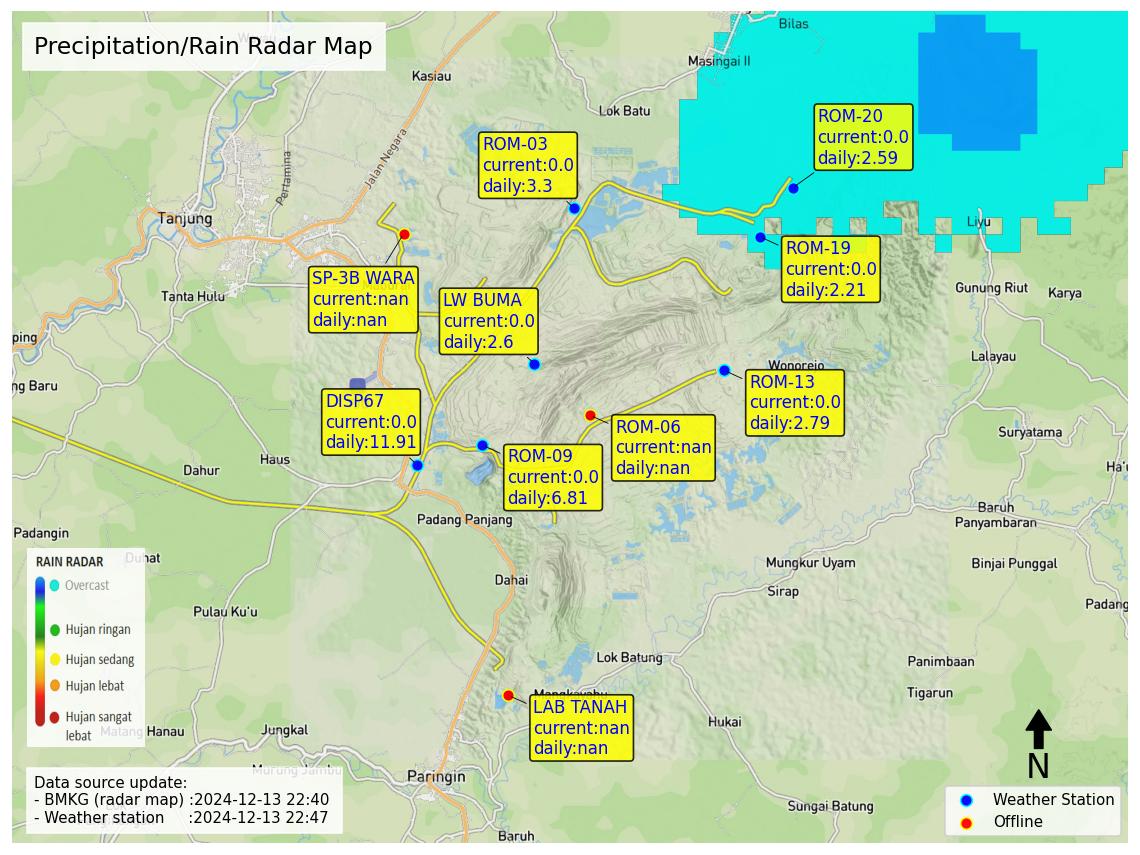 Precipitation/Rain Radar Map
Bilas
Masingai II
Kasiau
Lok Batu
ROM-20
current:0.0
daily:2.59
ROM-03
current:0.0
daily:3.3
Jalan Negara
Pertamina
Tanjung
Liyu
ROM-19
current:0.0
daily:2.21
SP-3B WARA
current:nan
daily:nan
Tanta Hulu
LW BUMA
current:0.0
daily:2.6
Gunung Riut
Karya
ping
Lalayau
Wonorejo
ng Baru
ROM-13
current:0.0
daily:2.79
DISP67
current:0.0
daily:11.91
ROM-06
current:nan
daily:nan
Suryatama
Haus
Dahur
ROM-09
current:0.0
daily:6.81
Ha'u
Baruh
Panyambaran
Padang Panjang
Padangin
Duhat
Mungkur Uyam
Binjai Punggal
Dahai
Sirap
Padang
Pulau Ku'u
RAIN RADAR
Overcast
Hujan ringan
Hujan sedang
Hujan lebat
Hujan sangat
lebat
Lok Batung
Panimbaan
Tigarun
Mangkayahu
LAB TANAH
current:nan
daily:nan
Hukai
Matang Hanau
Jungkal
Murung Jambu
Paringin
N
Data source update:
- BMKG (radar map) :2024-12-13 22:40
- Weather station :2024-12-13 22:47
Sungai Batung
Baruh
Weather Station
Offline